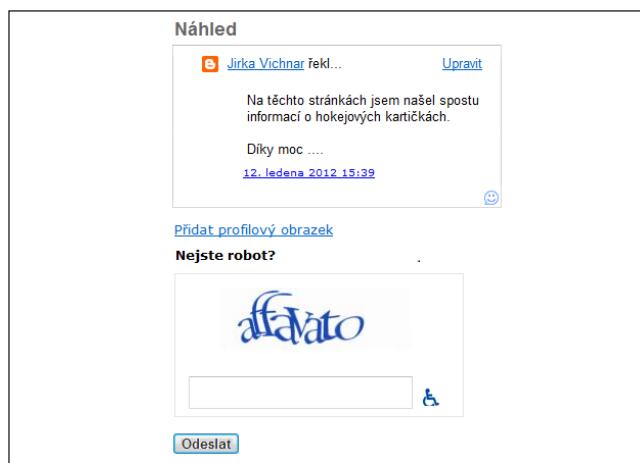 Náhled
Jirka Vichnar řekl... Upravit
Na těchto stránkách jsem našel spostu
informací o hokejových kartičkách.
Díky moc ....
12. ledena 2012 15:39
Přidat profilový obrazek
Nejste robot? .
affavato
Odeslat